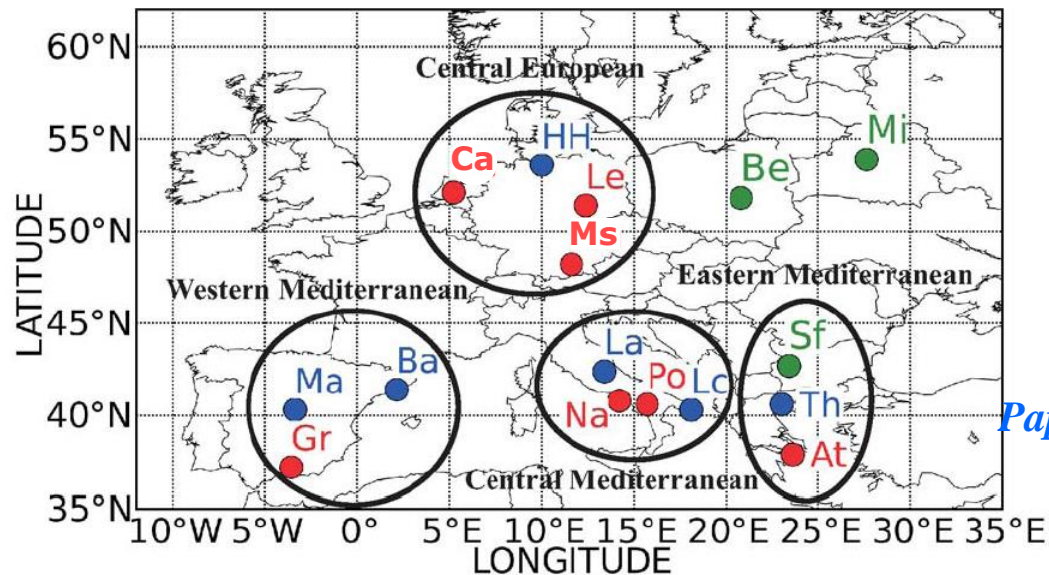 60°N
Central European
55°N
HH
Mi
Ca
Le
Be
50°N
Ms
Western Mediterranean
Eastern Mediterranean
45°N
La
Sf
Ma
Ba
Po
Lc
40°N
Na
Th
Pap
Gr
At
Central Mediterranean
35°N
10°W
5°W
0°
5°E
10°E
15°E
20°E
25°E
30°E
35°E
LATITUDE
LONGITUDE